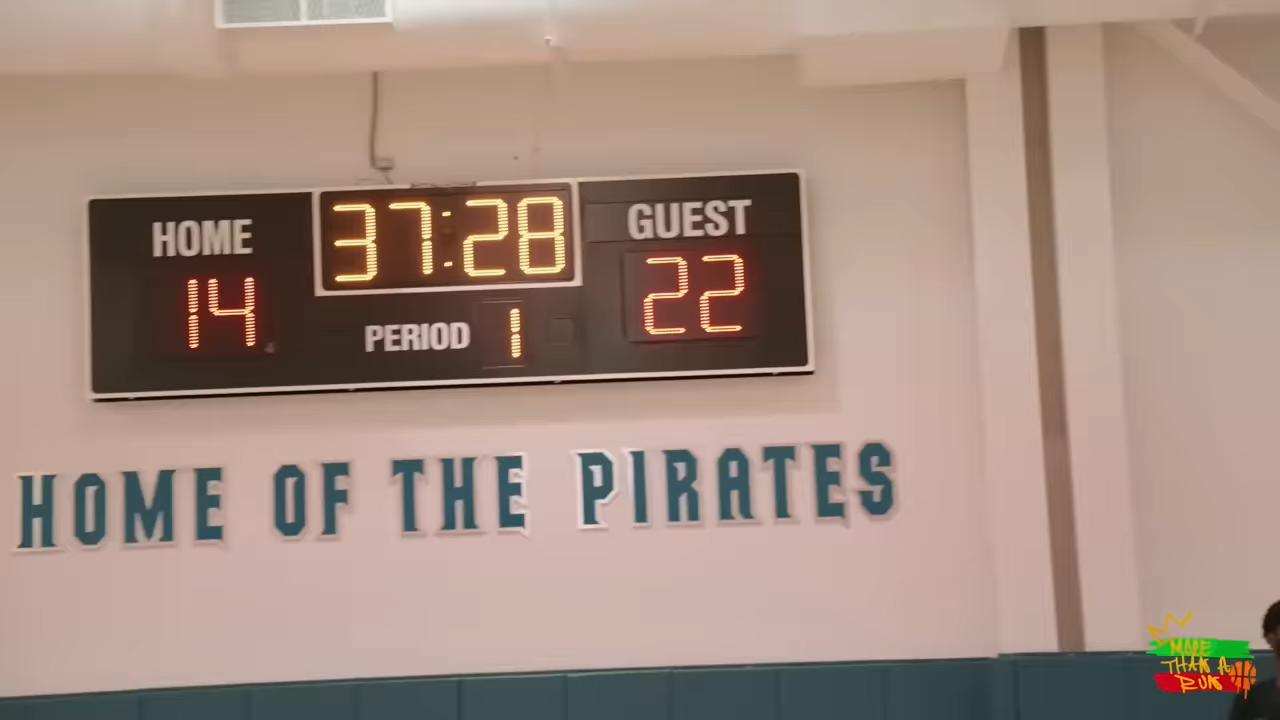 HOME
37:28
GUEST
14
PERIOD 1
22
HOME OF THE PIRATES
MORE
THAN A
RUN